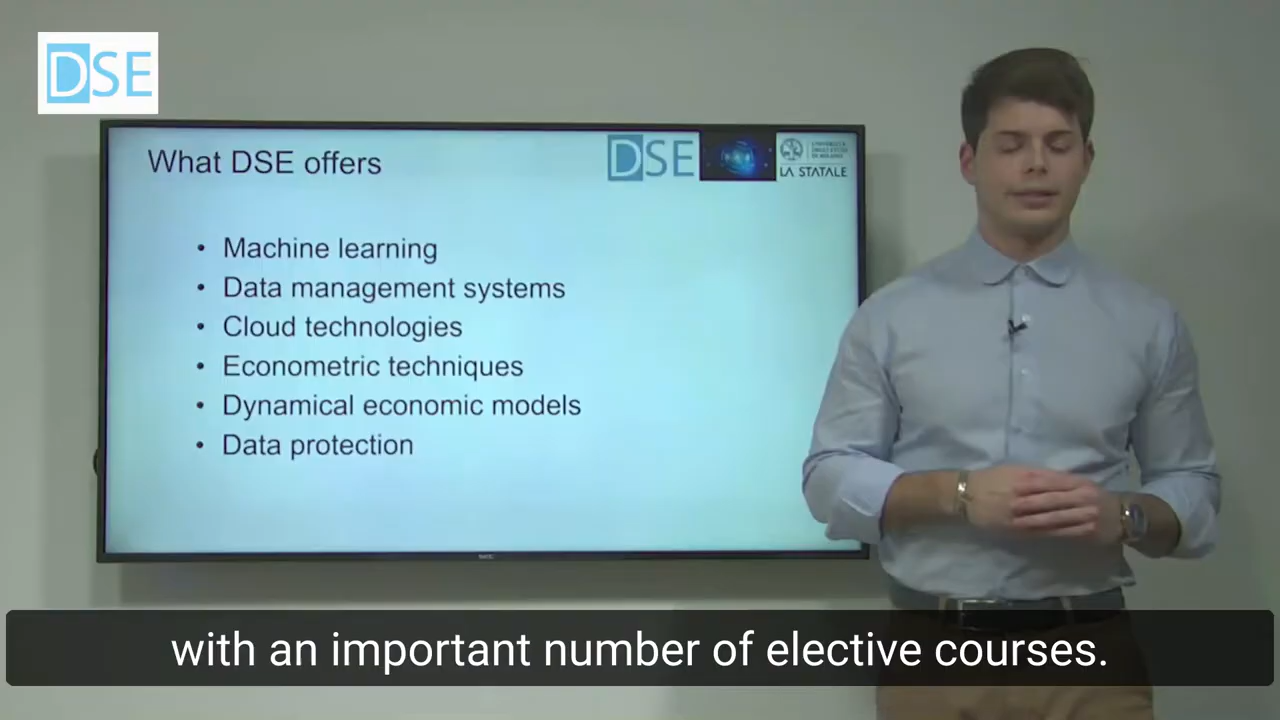 DSE
What DSE offers
DSE
LA STATALE
• Machine learning
• Data management systems
• Cloud technologies
• Econometric techniques
• Dynamical economic models
• Data protection
with an important number of elective courses.